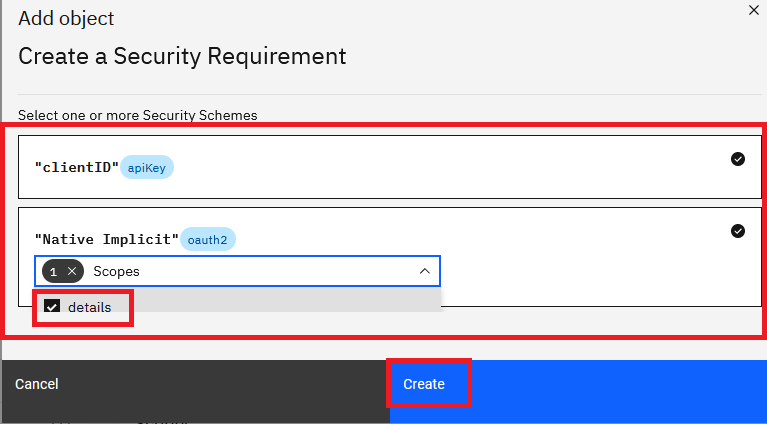 Add object
Create a Security Requirement
Select one or more Security Schemes
"clientID" apiKey
"Native Implicit" oauth2
1 × Scopes
details
Cancel
Create